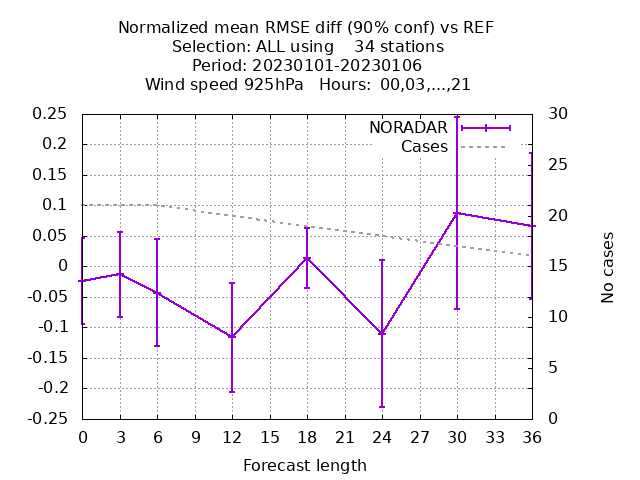 Normalized mean RMSE diff (90% conf) vs REF
Selection: ALL using    34 stations
Period: 20230101-20230106
Wind speed 925hPa   Hours: 00,03,...,21
NORADAR
Cases
0.25
0.2
0.15
0.1
0.05
0
-0.05
-0.1
-0.15
-0.2
-0.25
30
25
20
15
10
5
0
No cases
0 3 6 9 12 15 18 21 24 27 30 33 36
Forecast length